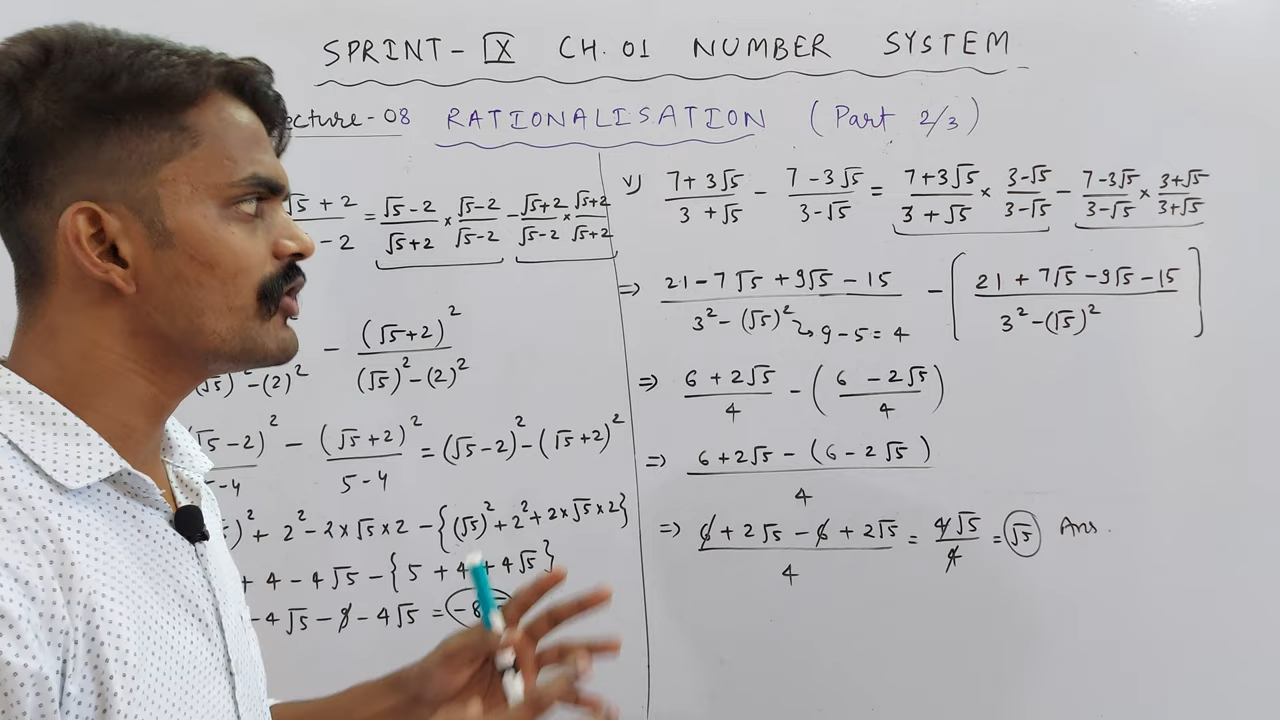 SPRINT - IX CH. 01 NUMBER SYSTEM
ecture - 08 RATIONALISATION (Part 2/3)
√5 + 2 / - 2 = (√5 - 2)/(√5 + 2) × (√5 - 2)/(√5 - 2) - (√5 + 2)/(√5 - 2) × (√5 + 2)/(√5 + 2)
- (√5 + 2)² / ((√5)² - (2)²)
√5)² - (2)²
√5 - 2)² / - 4 - (√5 + 2)² / (5 - 4) = (√5 - 2)² - (√5 + 2)²
)² + 2² - 2 × √5 × 2 - {(√5)² + 2² + 2 × √5 × 2}
+ 4 - 4√5 - {5 + 4 + 4√5}
- 4√5 - 9 - 4√5 = -8
v) (7 + 3√5)/(3 + √5) - (7 - 3√5)/(3 - √5) = (7 + 3√5)/(3 + √5) × (3 - √5)/(3 - √5) - (7 - 3√5)/(3 - √5) × (3 + √5)/(3 + √5)
⇒ (21 - 7√5 + 9√5 - 15)/(3² - (√5)²) - [(21 + 7√5 - 9√5 - 15)/(3² - (√5)²)]
↳ 9 - 5 = 4
⇒ (6 + 2√5)/4 - ((6 - 2√5)/4)
⇒ (6 + 2√5 - (6 - 2√5))/4
⇒ (6 + 2√5 - 6 + 2√5)/4 = 4√5/4 = √5 Ans.